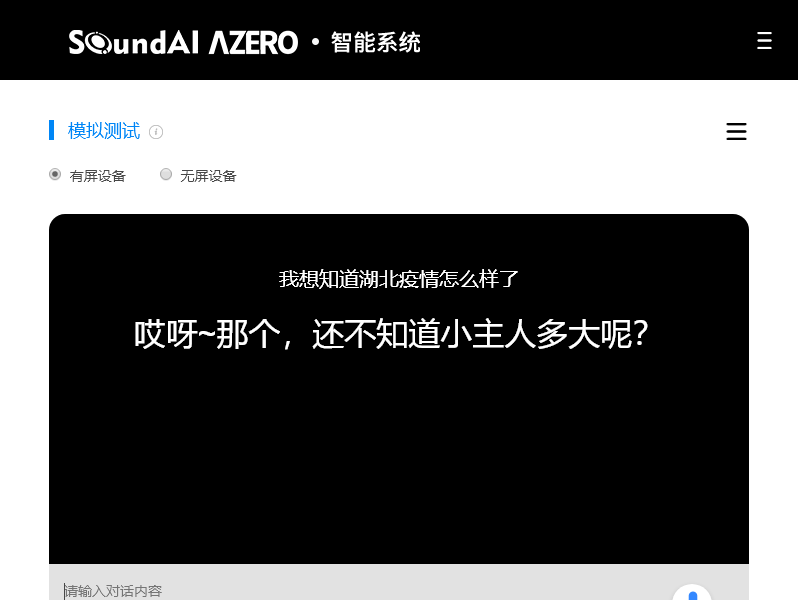 SoundAI AZERO · 智能系统
模拟测试
有屏设备 无屏设备
我想知道湖北疫情怎么样了
哎呀~那个，还不知道小主人多大呢？
请输入对话内容